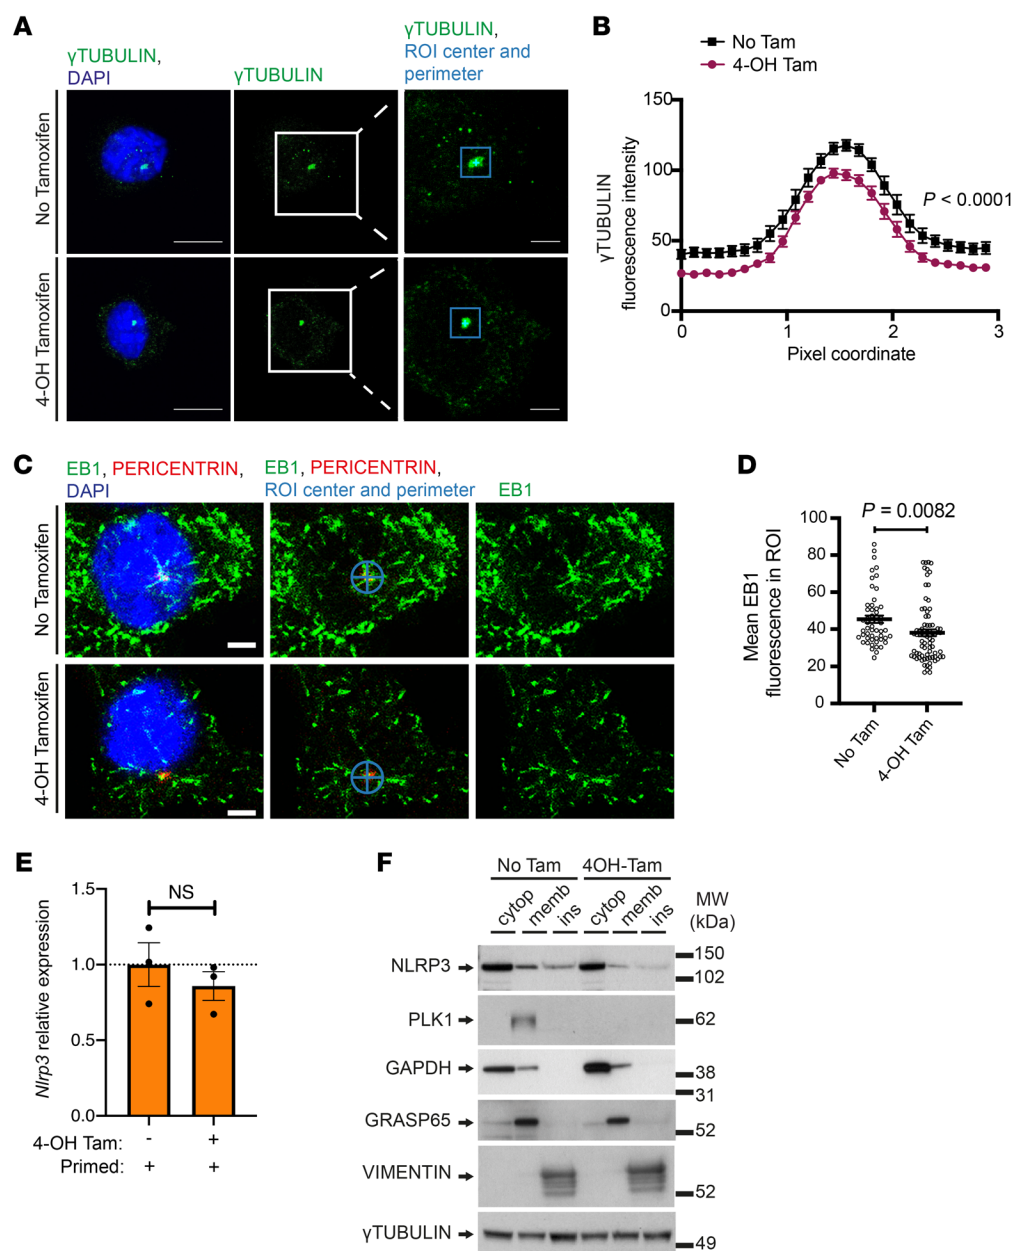 A
γTUBULIN,
DAPI
γTUBULIN
γTUBULIN,
ROI center and
perimeter
No Tamoxifen
4-OH Tamoxifen
B
No Tam
4-OH Tam
γTUBULIN
fluorescence intensity
150
100
50
0
P < 0.0001
0
1
2
3
Pixel coordinate
C
EB1, PERICENTRIN,
DAPI
EB1, PERICENTRIN,
ROI center and perimeter
EB1
No Tamoxifen
4-OH Tamoxifen
D
P = 0.0082
Mean EB1
fluorescence in ROI
100
80
60
40
20
0
No Tam
4-OH Tam
E
Nlrp3 relative expression
1.5
1.0
0.5
0.0
NS
4-OH Tam: - +
Primed: + +
F
No Tam 4OH-Tam
cytop memb ins cytop memb ins
MW
(kDa)
NLRP3
150
102
PLK1
62
GAPDH
38
31
GRASP65
52
VIMENTIN
52
γTUBULIN
49